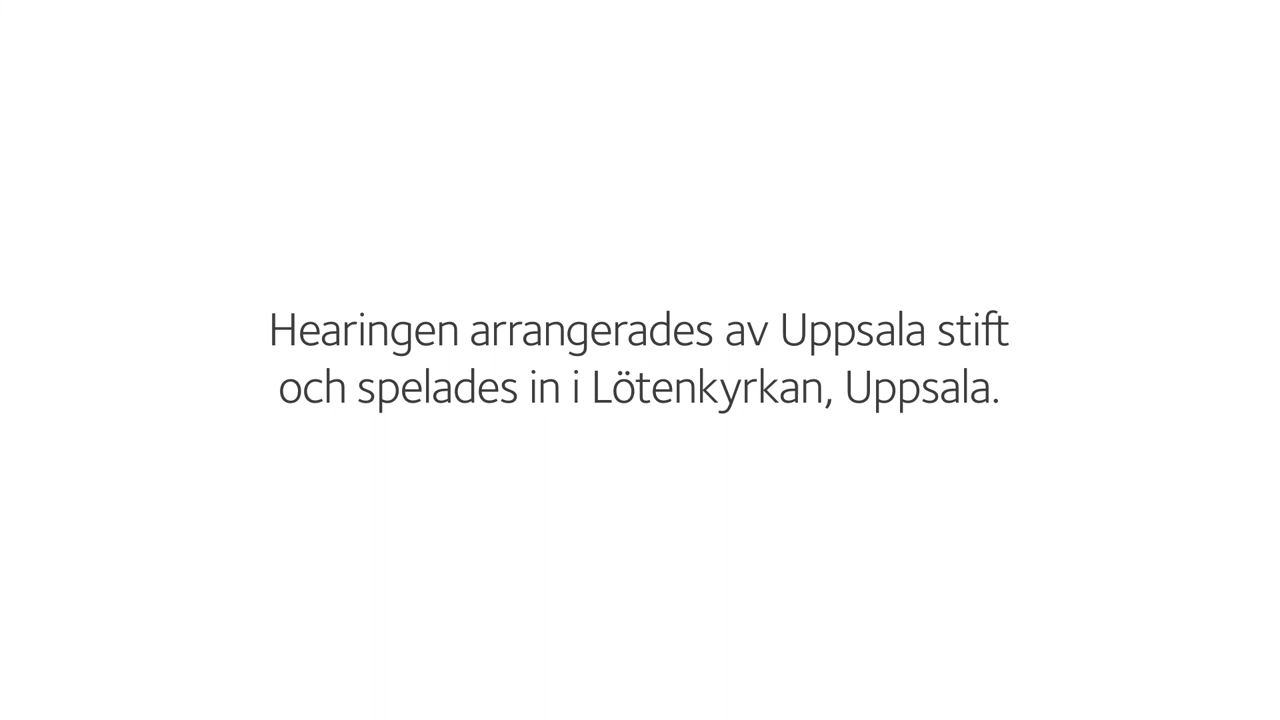 Hearingen arrangerades av Uppsala stift
och spelades in i Lötenkyrkan, Uppsala.